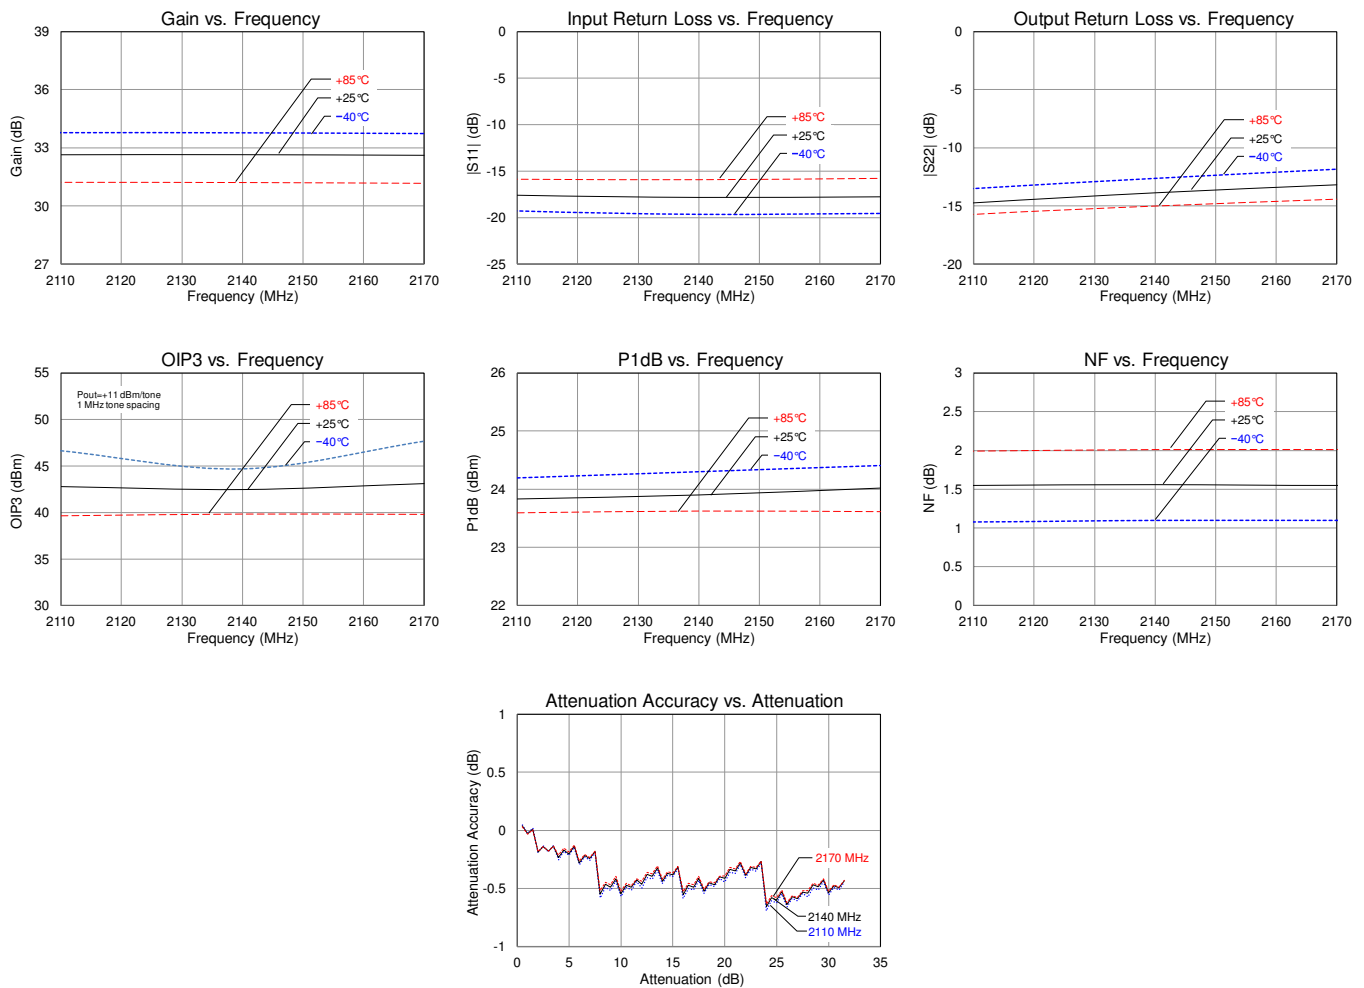 Gain vs. Frequency
39
36
33
30
27
Gain (dB)
+85°C
+25°C
−40°C
2110 2120 2130 2140 2150 2160 2170
Frequency (MHz)
Input Return Loss vs. Frequency
0
-5
-10
-15
-20
-25
|S11| (dB)
+85°C
+25°C
−40°C
2110 2120 2130 2140 2150 2160 2170
Frequency (MHz)
Output Return Loss vs. Frequency
0
-5
-10
-15
-20
|S22| (dB)
+85°C
+25°C
−40°C
2110 2120 2130 2140 2150 2160 2170
Frequency (MHz)
OIP3 vs. Frequency
55
50
45
40
35
30
OIP3 (dBm)
Pout=+11 dBm/tone
1 MHz tone spacing
+85°C
+25°C
−40°C
2110 2120 2130 2140 2150 2160 2170
Frequency (MHz)
P1dB vs. Frequency
26
25
24
23
22
P1dB (dBm)
+85°C
+25°C
−40°C
2110 2120 2130 2140 2150 2160 2170
Frequency (MHz)
NF vs. Frequency
3
2.5
2
1.5
1
0.5
0
NF (dB)
+85°C
+25°C
−40°C
2110 2120 2130 2140 2150 2160 2170
Frequency (MHz)
Attenuation Accuracy vs. Attenuation
1
0.5
0
-0.5
-1
Attenuation Accuracy (dB)
2170 MHz
2140 MHz
2110 MHz
0 5 10 15 20 25 30 35
Attenuation (dB)